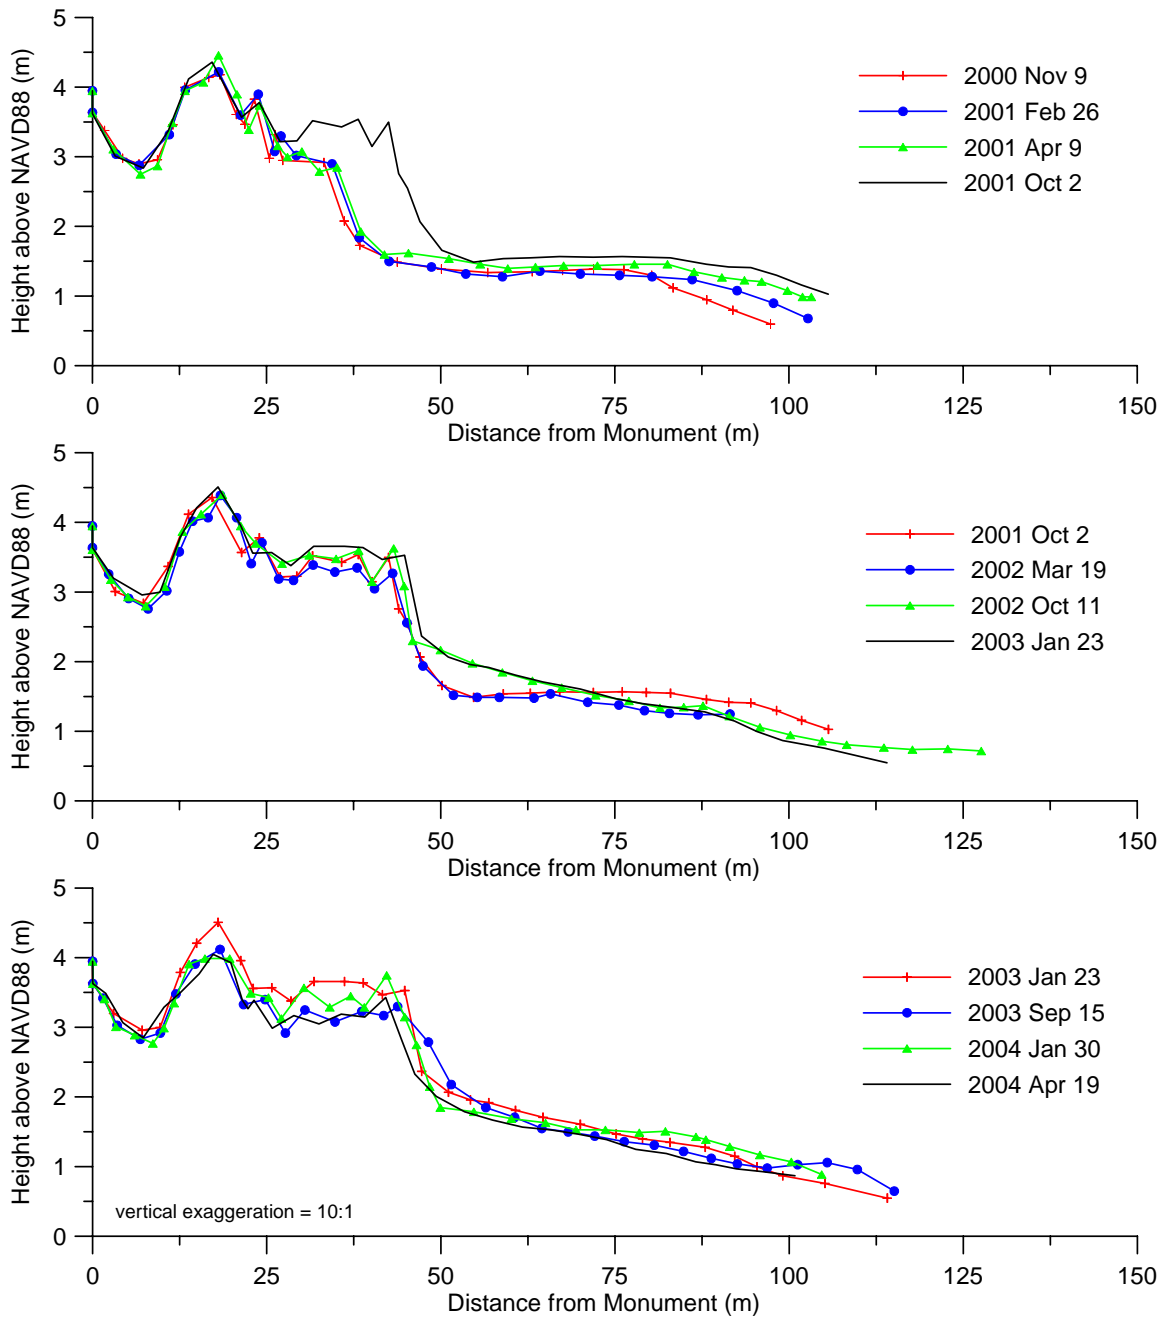 5
4
3
2
1
0
Height above NAVD88 (m)
2000 Nov 9
2001 Feb 26
2001 Apr 9
2001 Oct 2
0 25 50 75 100 125 150
Distance from Monument (m)
5
4
3
2
1
0
Height above NAVD88 (m)
2001 Oct 2
2002 Mar 19
2002 Oct 11
2003 Jan 23
0 25 50 75 100 125 150
Distance from Monument (m)
5
4
3
2
1
0
Height above NAVD88 (m)
2003 Jan 23
2003 Sep 15
2004 Jan 30
2004 Apr 19
vertical exaggeration = 10:1
0 25 50 75 100 125 150
Distance from Monument (m)